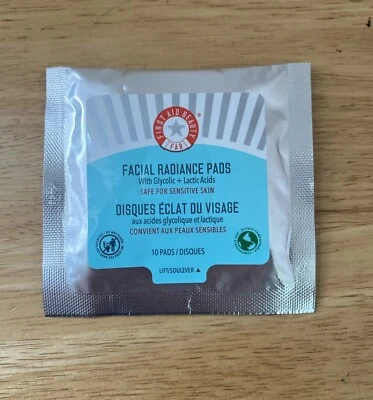 FIRST AID BEAUTY
FAB
FACIAL RADIANCE PADS
With Glycolic + Lactic Acids
SAFE FOR SENSITIVE SKIN
DISQUES ÉCLAT DU VISAGE
aux acides glycolique et lactique
CONVIENT AUX PEAUX SENSIBLES
10 PADS / DISQUES
LIFT/SOULEVER ▲